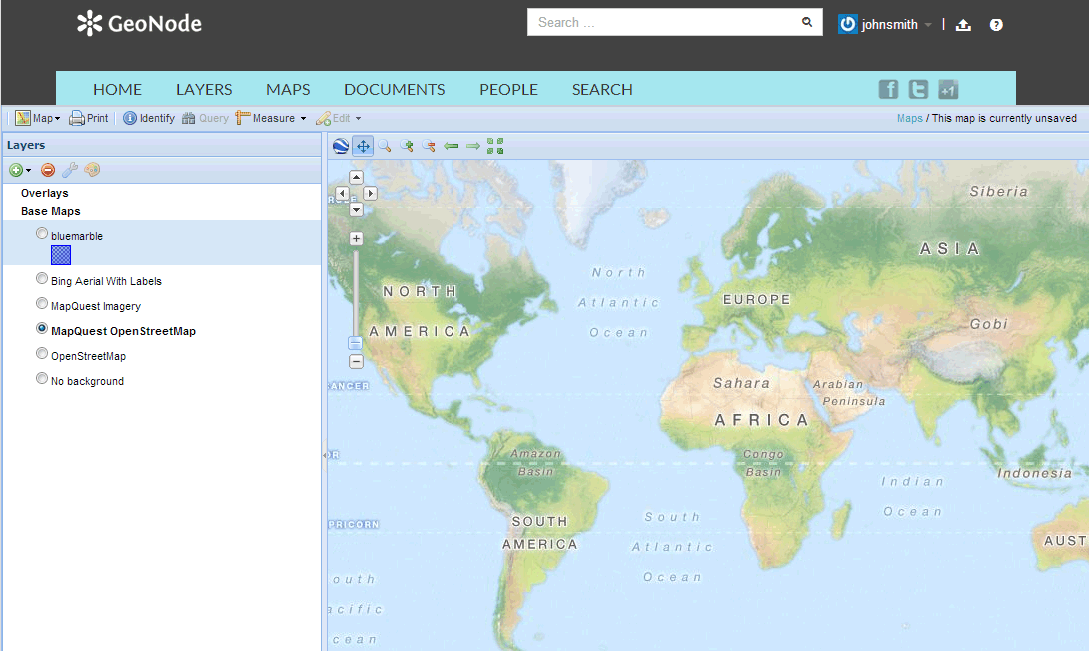 GeoNode
Search ...
johnsmith
HOME LAYERS MAPS DOCUMENTS PEOPLE SEARCH
f t +1
Map Print Identify Query Measure Edit
Maps / This map is currently unsaved
Layers
Overlays
Base Maps
bluemarble
Bing Aerial With Labels
MapQuest Imagery
MapQuest OpenStreetMap
OpenStreetMap
No background
Siberia
ASIA
North
Atlantic
Ocean
NORTH
AMERICA
EUROPE
Gobi
ANCER
Sahara
Arabian
Peninsula
AFRICA
Amazon
Basin
Congo
Basin
Indonesia
Indian
Ocean
SOUTH
AMERICA
South
Atlantic
Ocean
PRICORN
AUST
outh
acific
cean